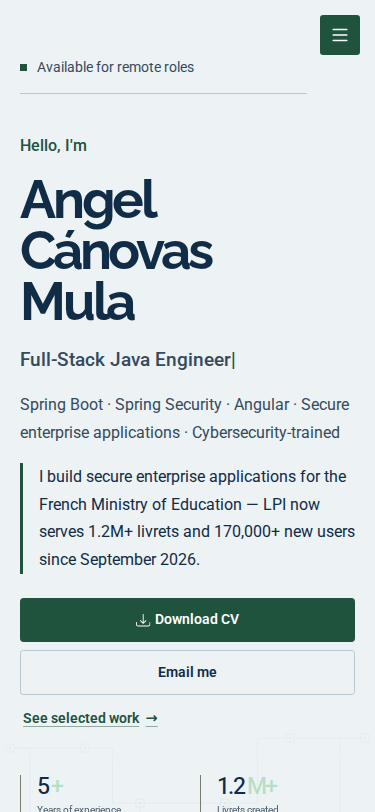 Available for remote roles
Hello, I'm
Angel
Cánovas
Mula
Full-Stack Java Engineer|
Spring Boot · Spring Security · Angular · Secure
enterprise applications · Cybersecurity-trained
I build secure enterprise applications for the
French Ministry of Education — LPI now
serves 1.2M+ livrets and 170,000+ new users
since September 2026.
Download CV
Email me
See selected work →
5+ 1.2M+
Years of experience Livrets created